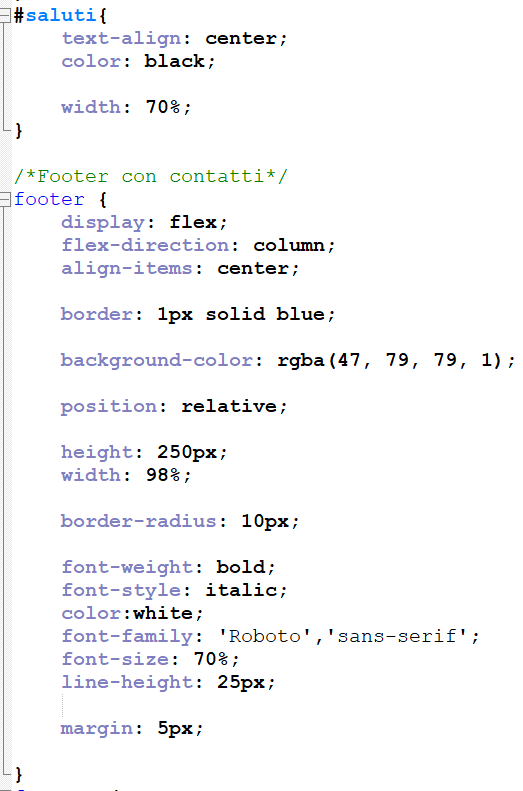 #saluti{
text-align: center;
color: black;
width: 70%;
}
/*Footer con contatti*/
footer {
display: flex;
flex-direction: column;
align-items: center;
border: 1px solid blue;
background-color: rgba(47, 79, 79, 1);
position: relative;
height: 250px;
width: 98%;
border-radius: 10px;
font-weight: bold;
font-style: italic;
color:white;
font-family: 'Roboto','sans-serif';
font-size: 70%;
line-height: 25px;
margin: 5px;
}